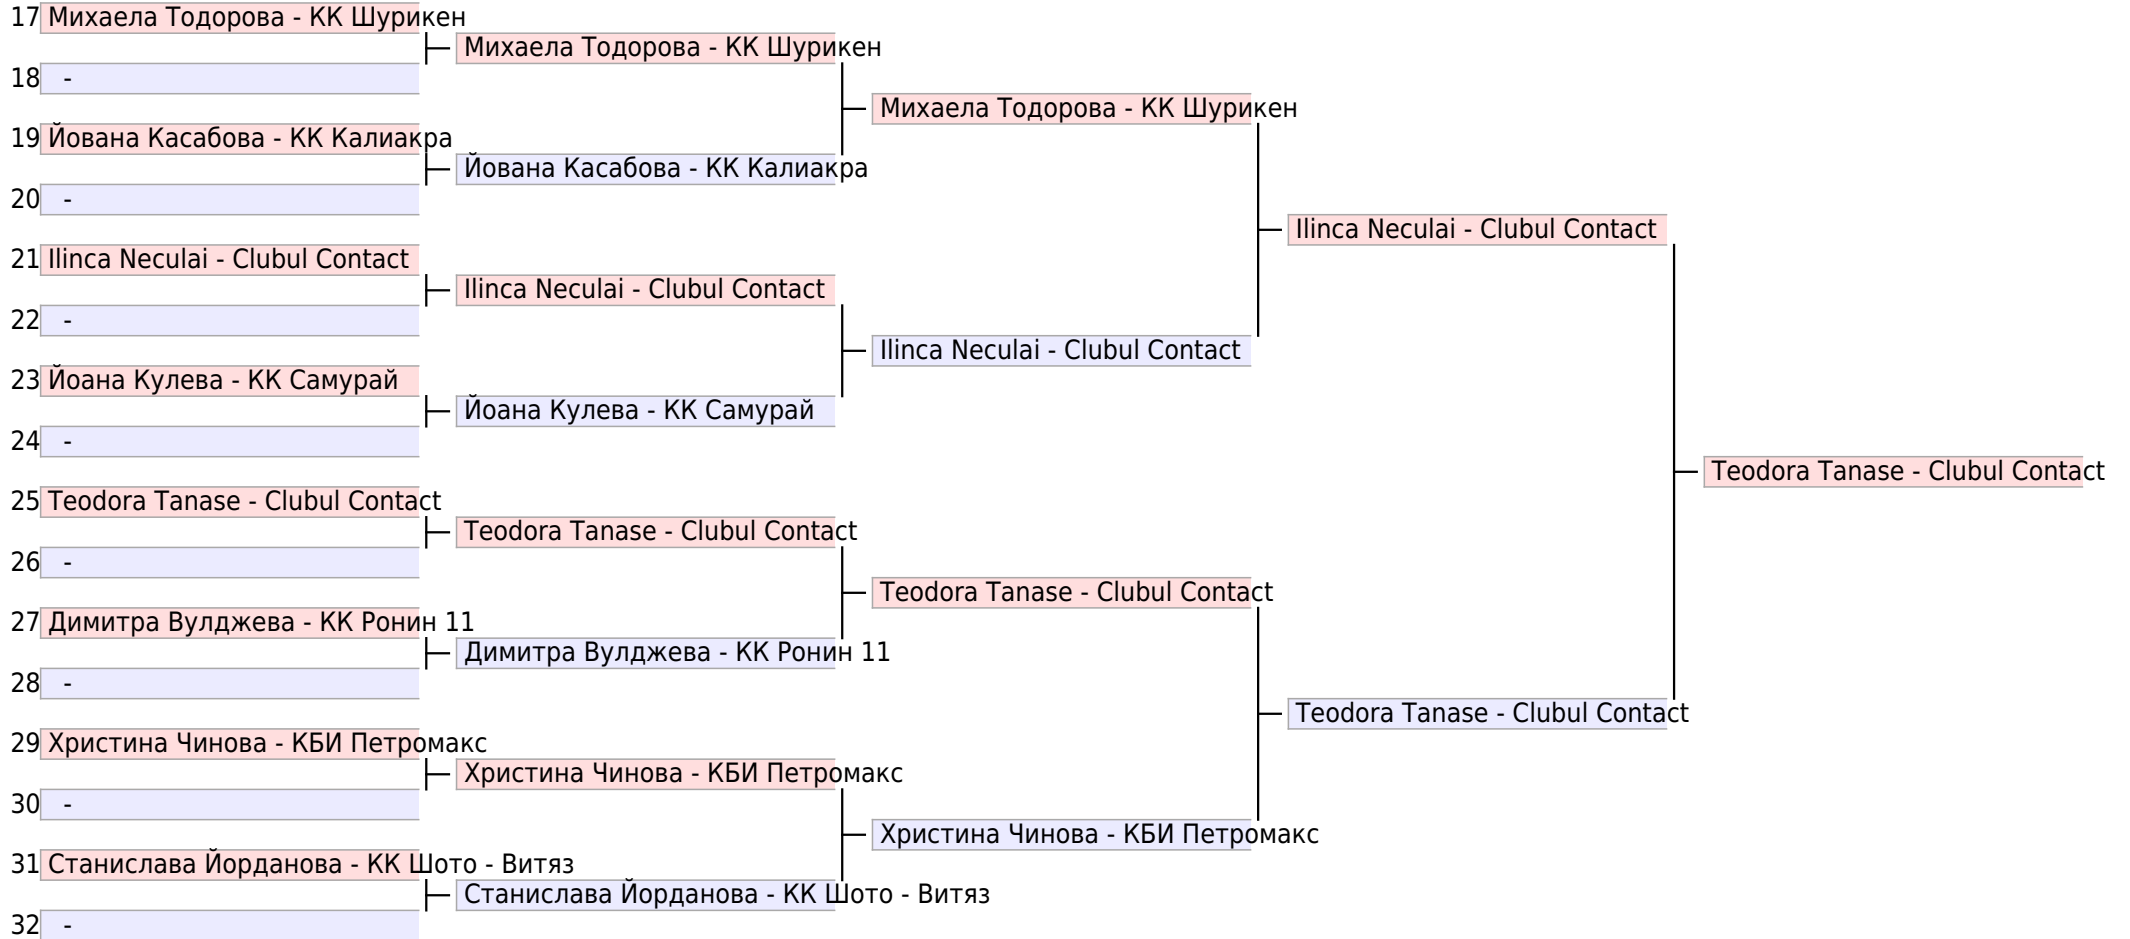 17 Михаела Тодорова - КК Шурикен
Михаела Тодорова - КК Шурикен
18 -
Михаела Тодорова - КК Шурикен
19 Йована Касабова - КК Калиакра
Йована Касабова - КК Калиакра
20 -
Ilinca Neculai - Clubul Contact
21 Ilinca Neculai - Clubul Contact
Ilinca Neculai - Clubul Contact
22 -
Ilinca Neculai - Clubul Contact
23 Йоана Кулева - КК Самурай
Йоана Кулева - КК Самурай
24 -
Teodora Tanase - Clubul Contact
25 Teodora Tanase - Clubul Contact
Teodora Tanase - Clubul Contact
26 -
Teodora Tanase - Clubul Contact
27 Димитра Вулджева - КК Ронин 11
Димитра Вулджева - КК Ронин 11
28 -
Teodora Tanase - Clubul Contact
29 Христина Чинова - КБИ Петромакс
Христина Чинова - КБИ Петромакс
30 -
Христина Чинова - КБИ Петромакс
31 Станислава Йорданова - КК Шото - Витяз
Станислава Йорданова - КК Шото - Витяз
32 -